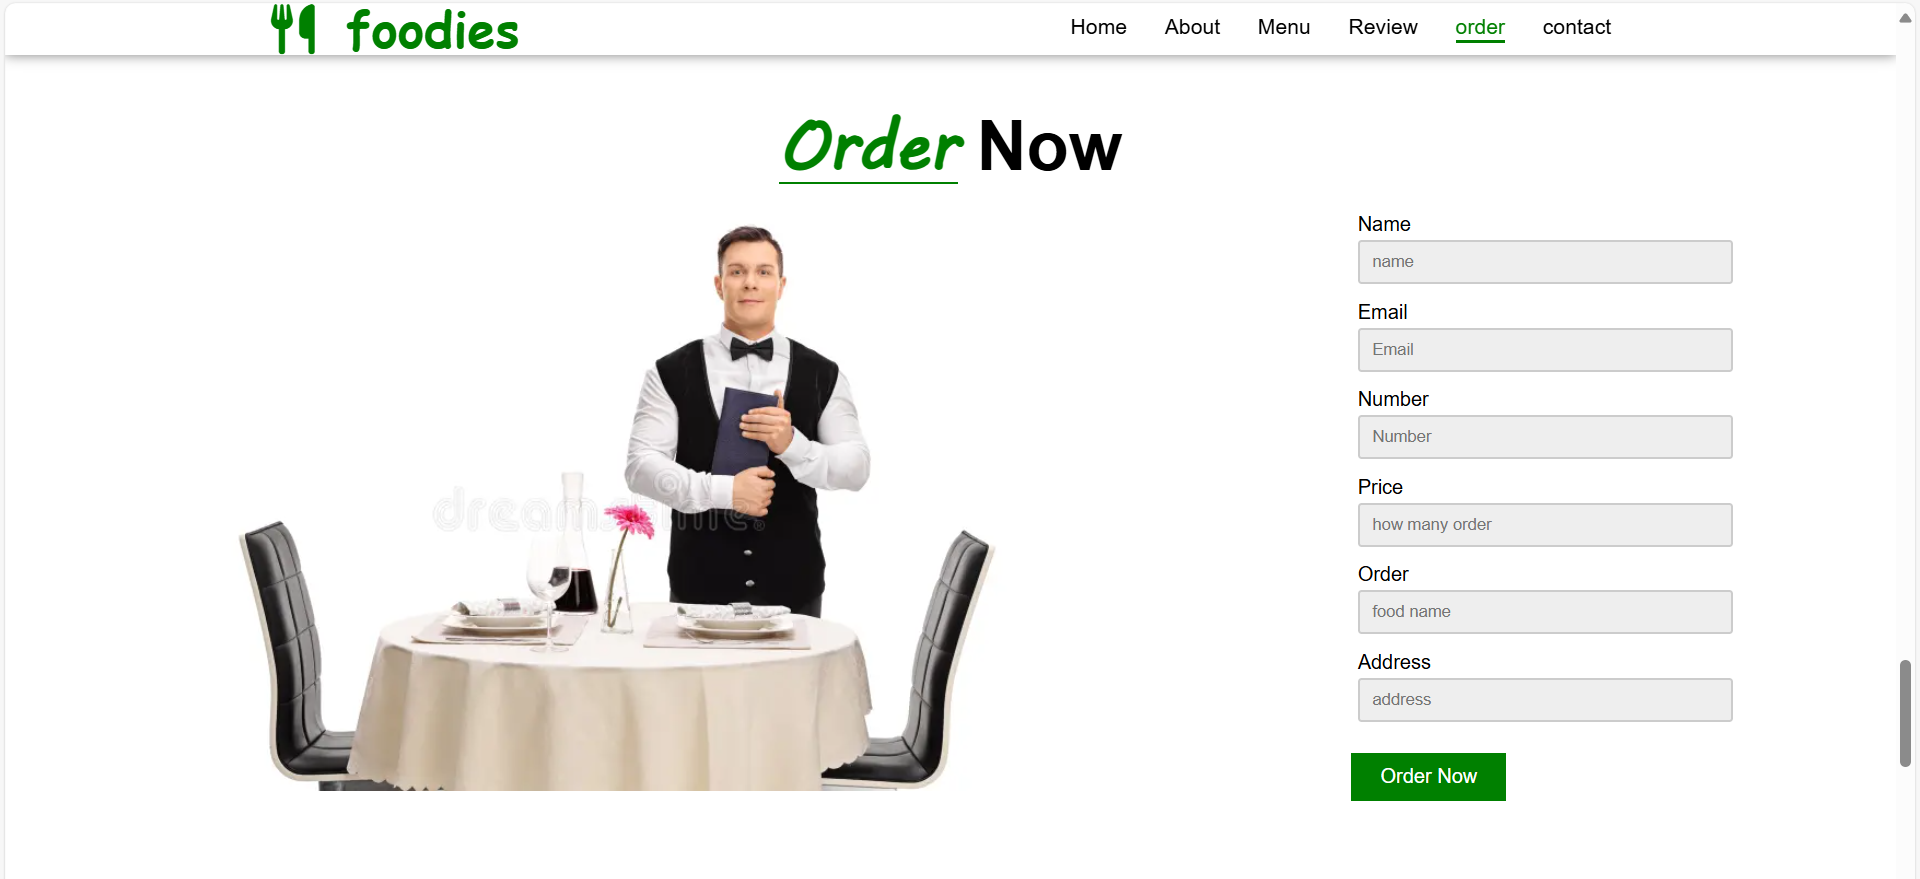 foodies
Home About Menu Review order contact
Order Now
Name
name
Email
Email
Number
Number
Price
how many order
Order
food name
Address
address
Order Now
dreamstime.